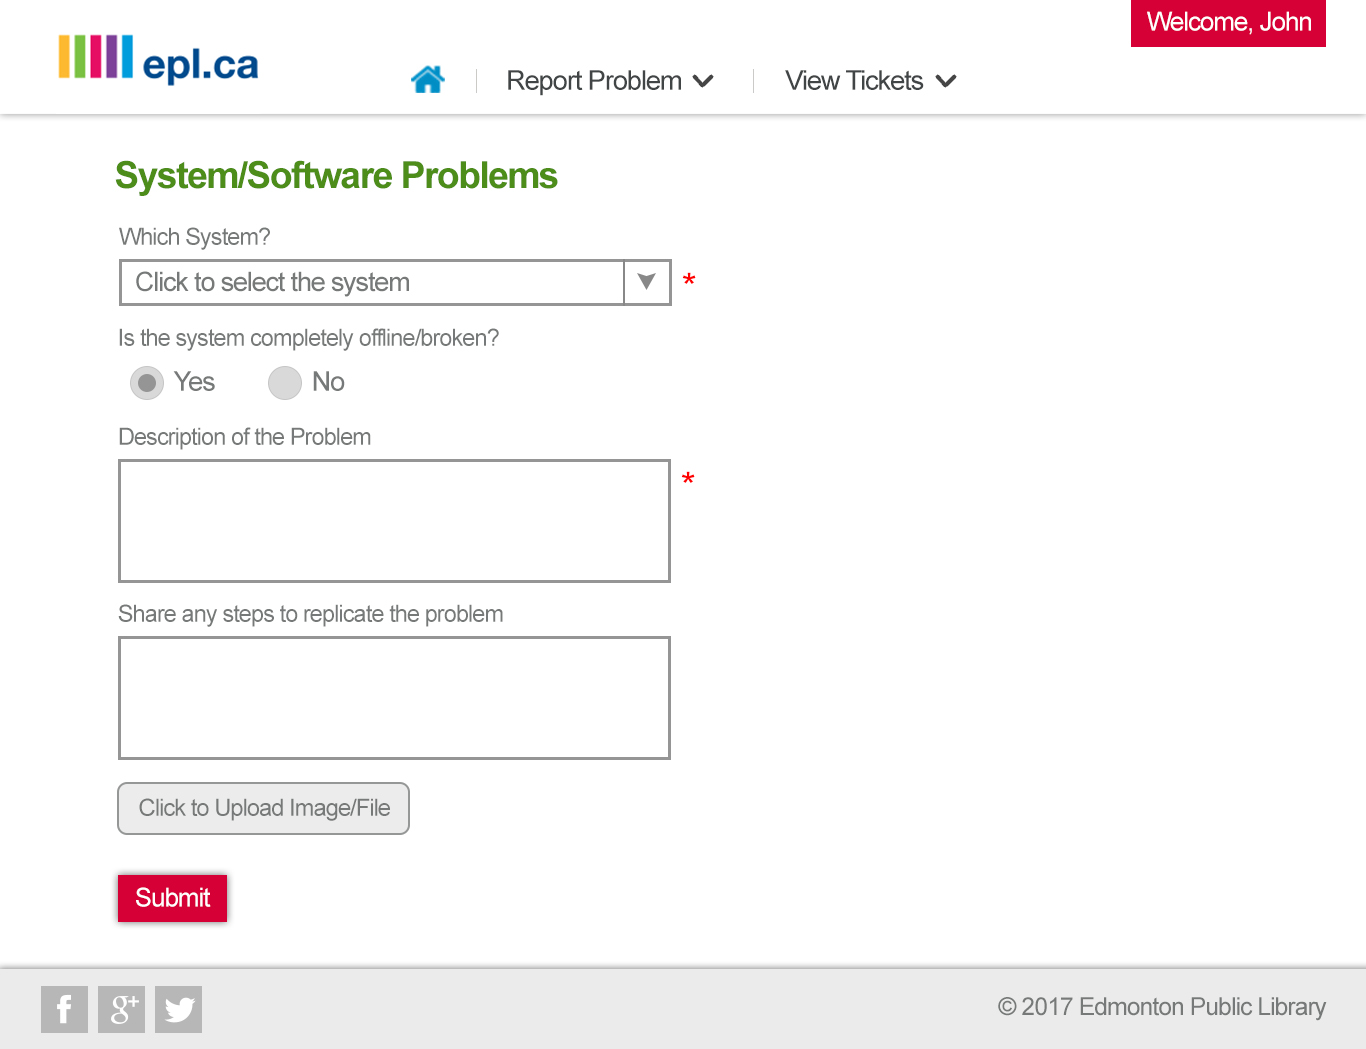 Welcome, John
epl.ca
Report Problem
View Tickets
System/Software Problems
Which System?
Click to select the system
*
Is the system completely offline/broken?
Yes
No
Description of the Problem
*
Share any steps to replicate the problem
Click to Upload Image/File
Submit
f
g+
© 2017 Edmonton Public Library